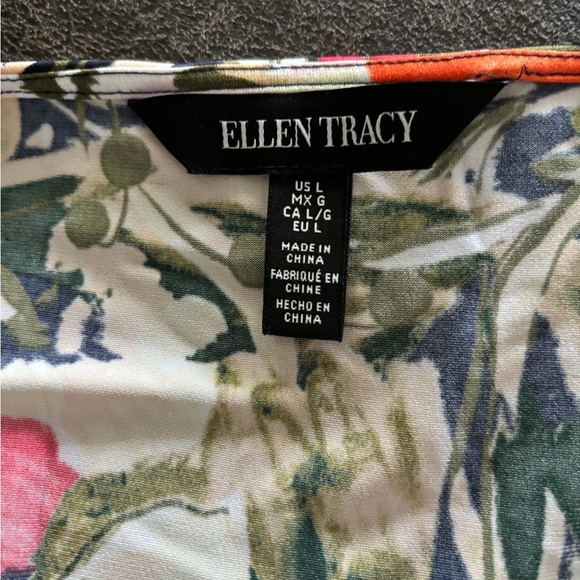 ELLEN TRACY
US L
MX G
CA L/G
EU L
MADE IN
CHINA
FABRIQUÉ EN
CHINE
HECHO EN
CHINA